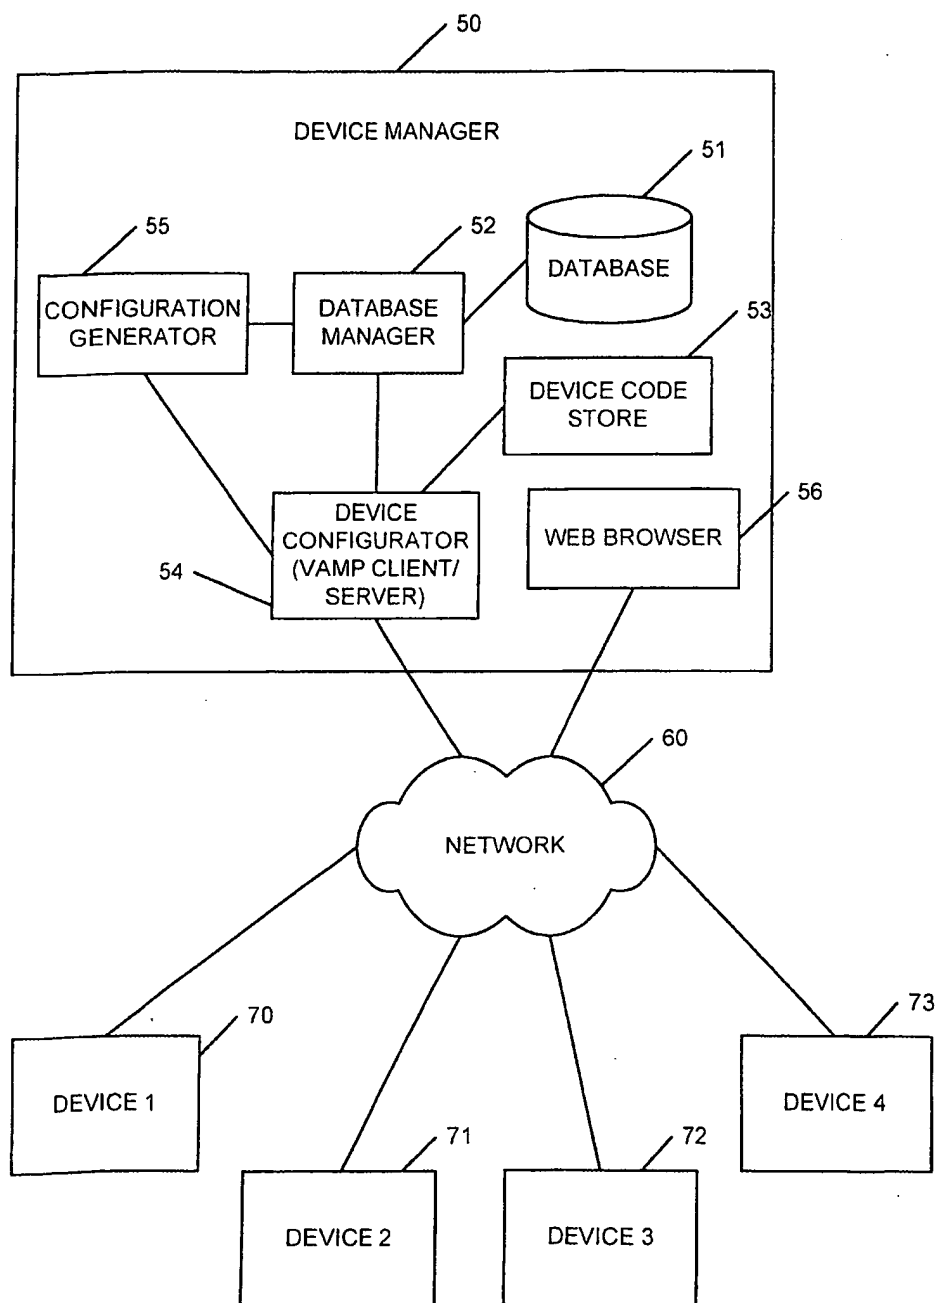 50
DEVICE MANAGER
51
55
52
DATABASE
CONFIGURATION
GENERATOR
DATABASE
MANAGER
53
DEVICE CODE
STORE
56
DEVICE
CONFIGURATOR
(VAMP CLIENT/
SERVER)
WEB BROWSER
54
60
NETWORK
70
73
DEVICE 1
DEVICE 4
71
72
DEVICE 2
DEVICE 3